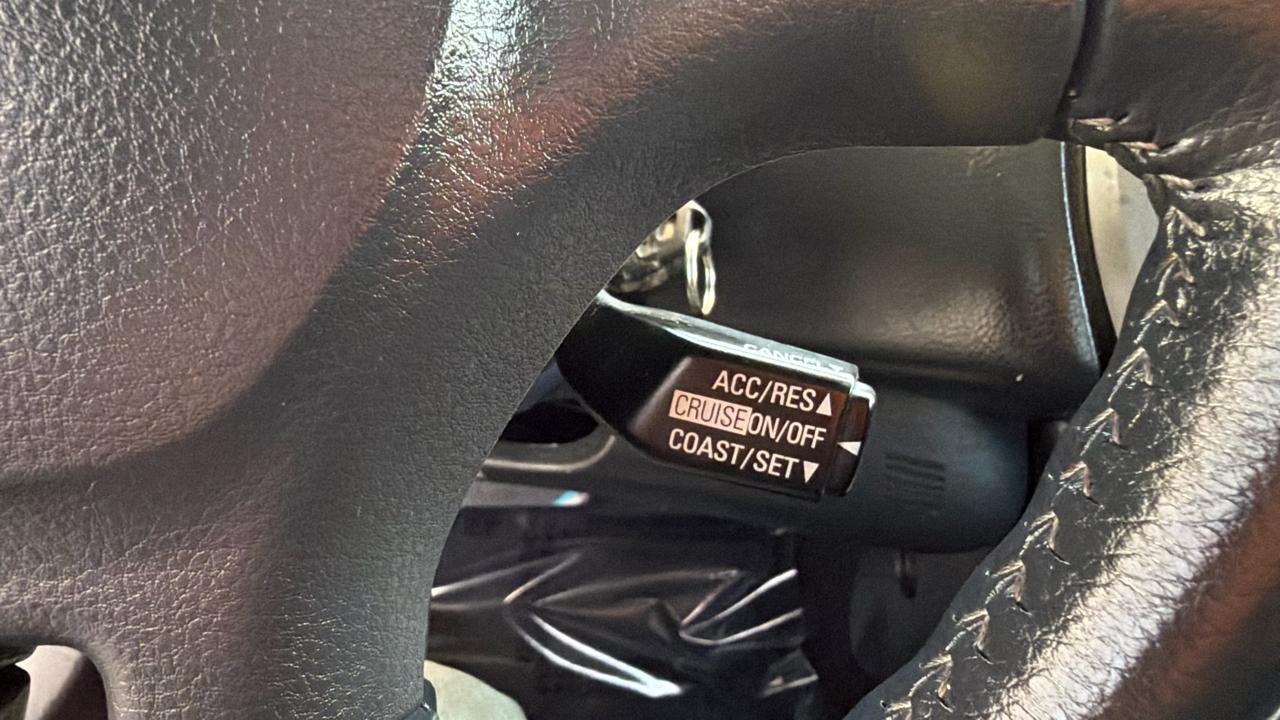 CANCEL
ACC/RES▲
CRUISE ON/OFF ◀
COAST/SET▼